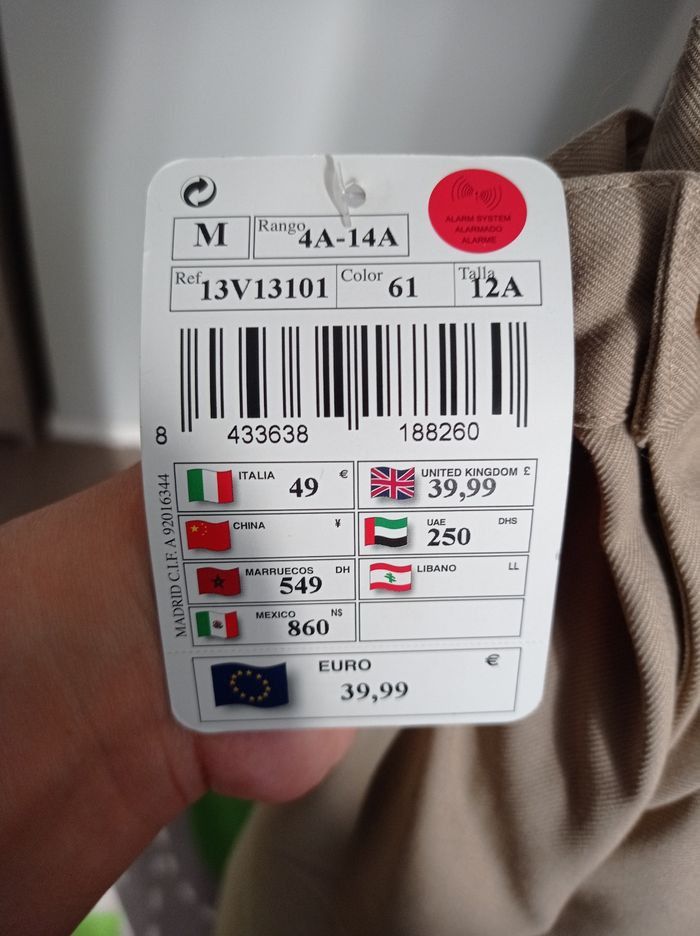 ALARM SYSTEM
ALARMADO
ALARME
M Rango 4A-14A
Ref 13V13101 Color 61 Talla 12A
8 433638 188260
MADRID C.I.F. A 92016344
ITALIA € 49
UNITED KINGDOM £ 39,99
CHINA ¥
UAE DHS 250
MARRUECOS DH 549
LIBANO LL
MEXICO N$ 860
EURO € 39,99